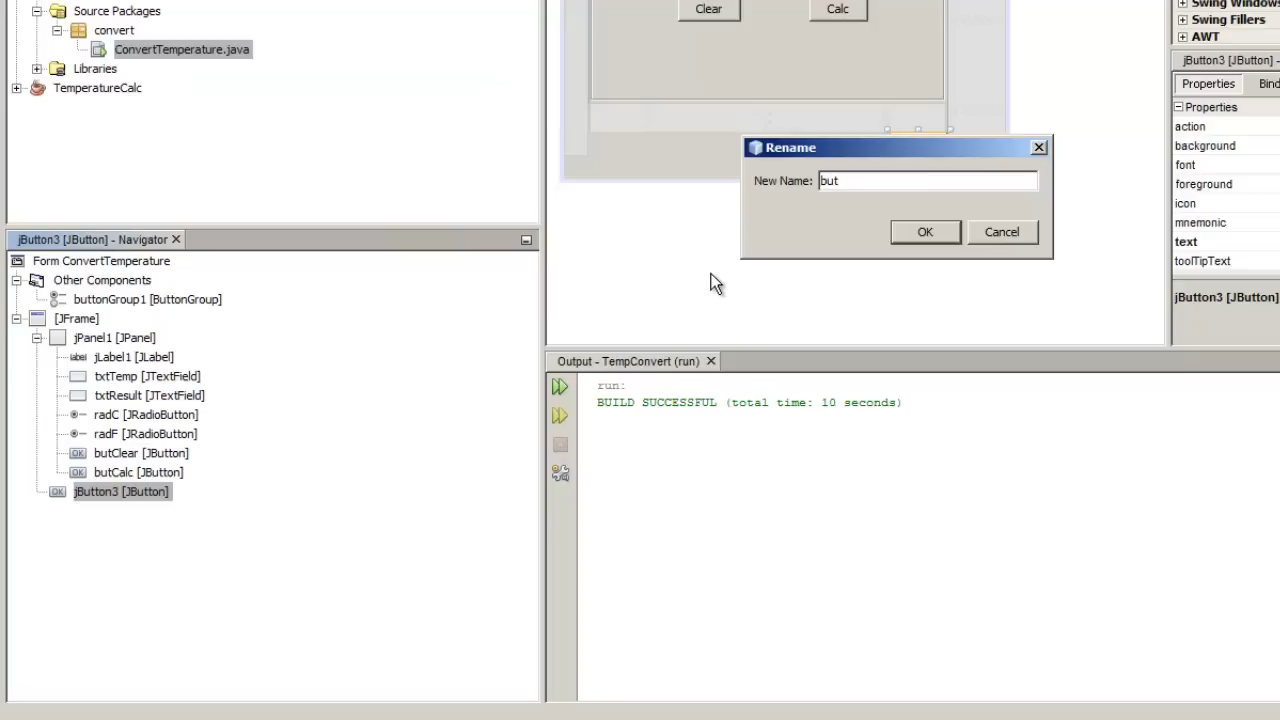 Source Packages
convert
ConvertTemperature.java
Libraries
TemperatureCalc
Clear
Calc
Swing Windows
Swing Fillers
AWT
jButton3 [JButton] -
Properties
Properties
action
background
font
foreground
icon
mnemonic
text
toolTipText
jButton3 [JButton]
Rename
New Name: but
OK
Cancel
jButton3 [JButton] - Navigator
Form ConvertTemperature
Other Components
buttonGroup1 [ButtonGroup]
[JFrame]
jPanel1 [JPanel]
label jLabel1 [JLabel]
txtTemp [JTextField]
txtResult [JTextField]
radC [JRadioButton]
radF [JRadioButton]
OK butClear [JButton]
OK butCalc [JButton]
OK jButton3 [JButton]
Output - TempConvert (run)
run:
BUILD SUCCESSFUL (total time: 10 seconds)